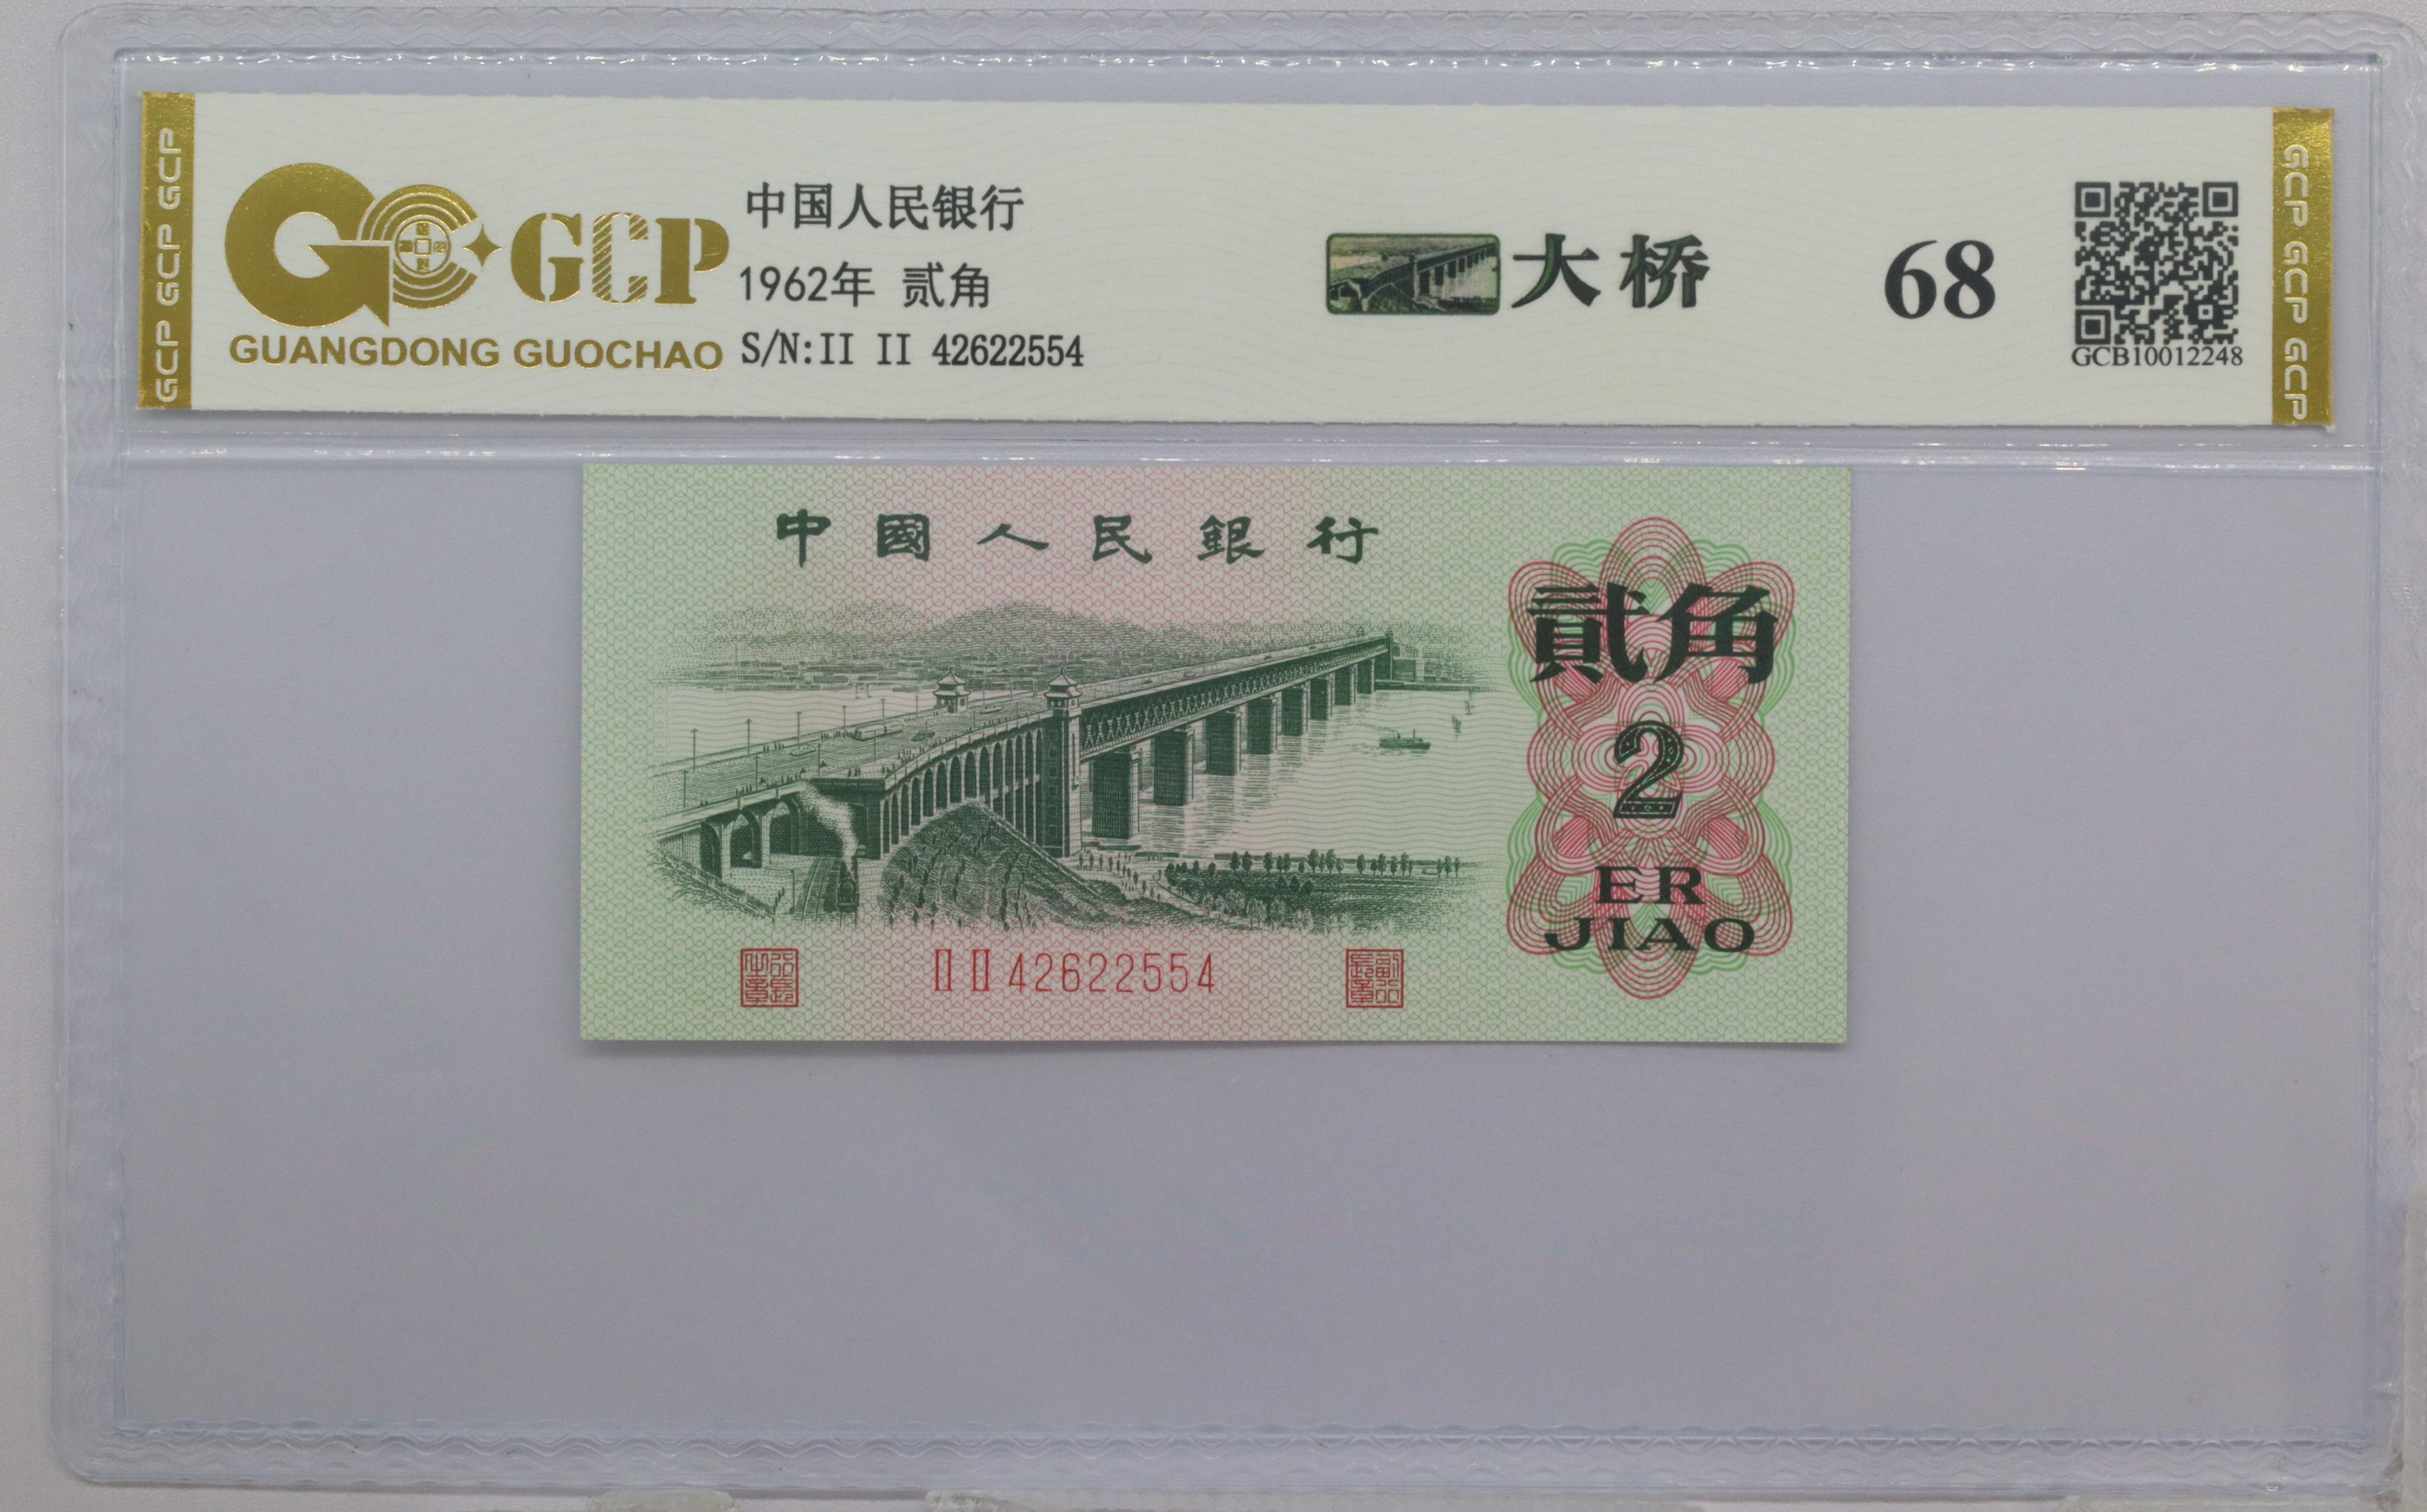 GCP GCP GCP
GCP
GUANGDONG GUOCHAO
中国人民银行
1962年 贰角
S/N:II II 42622554
大桥
68
GCB10012248
GCP GCP GCP
中國人民銀行
貳角
2
ER
JIAO
II II 42622554